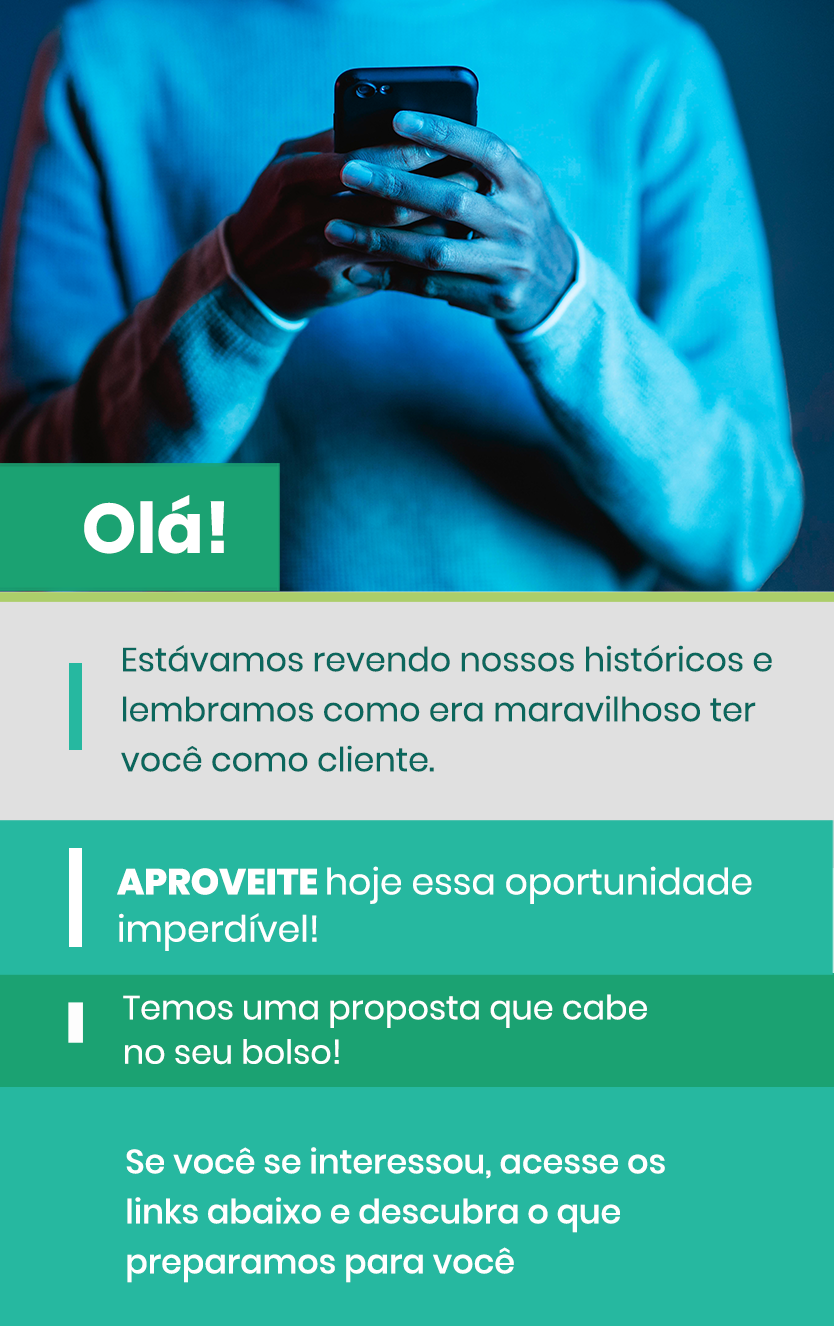 Olá!
Estávamos revendo nossos históricos e
lembramos como era maravilhoso ter
você como cliente.
APROVEITE hoje essa oportunidade
imperdível!
Temos uma proposta que cabe
no seu bolso!
Se você se interessou, acesse os
links abaixo e descubra o que
preparamos para você